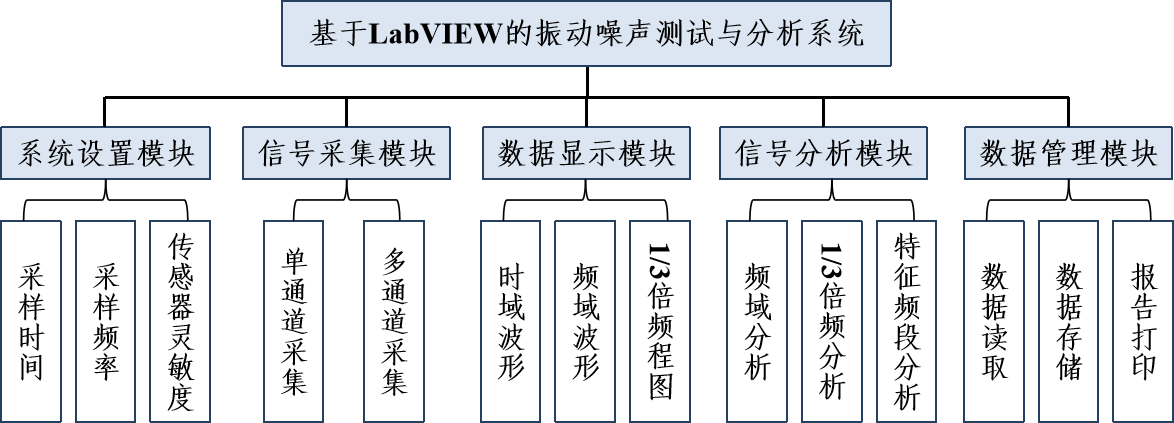 基于LabVIEW的振动噪声测试与分析系统
系统设置模块
信号采集模块
数据显示模块
信号分析模块
数据管理模块
采样时间
采样频率
传感器灵敏度
单通道采集
多通道采集
时域波形
频域波形
1/3倍频程图
频域分析
1/3倍频分析
特征频段分析
数据读取
数据存储
报告打印